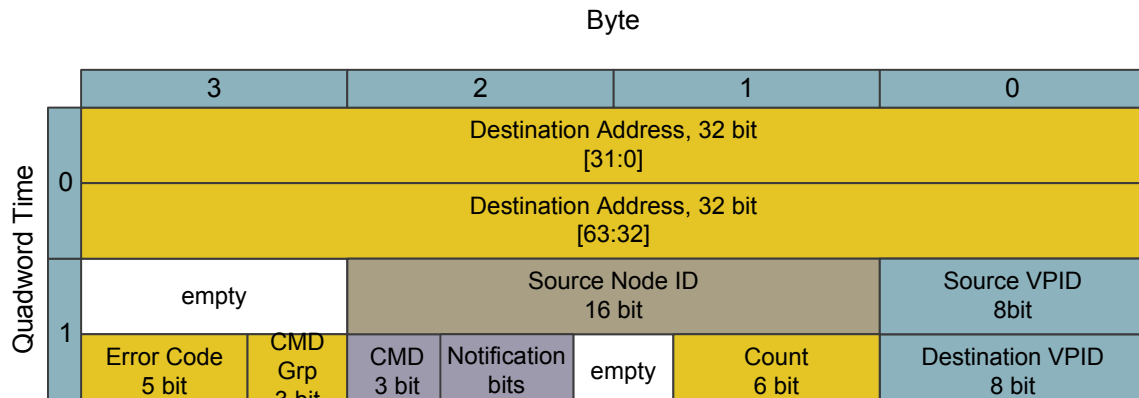 Byte
3 2 1 0
Quadword Time
0
Destination Address, 32 bit
[31:0]
Destination Address, 32 bit
[63:32]
1
empty
Source Node ID
16 bit
Source VPID
8bit
Error Code
5 bit
CMD
Grp
3 bit
CMD
3 bit
Notification
bits
empty
Count
6 bit
Destination VPID
8 bit